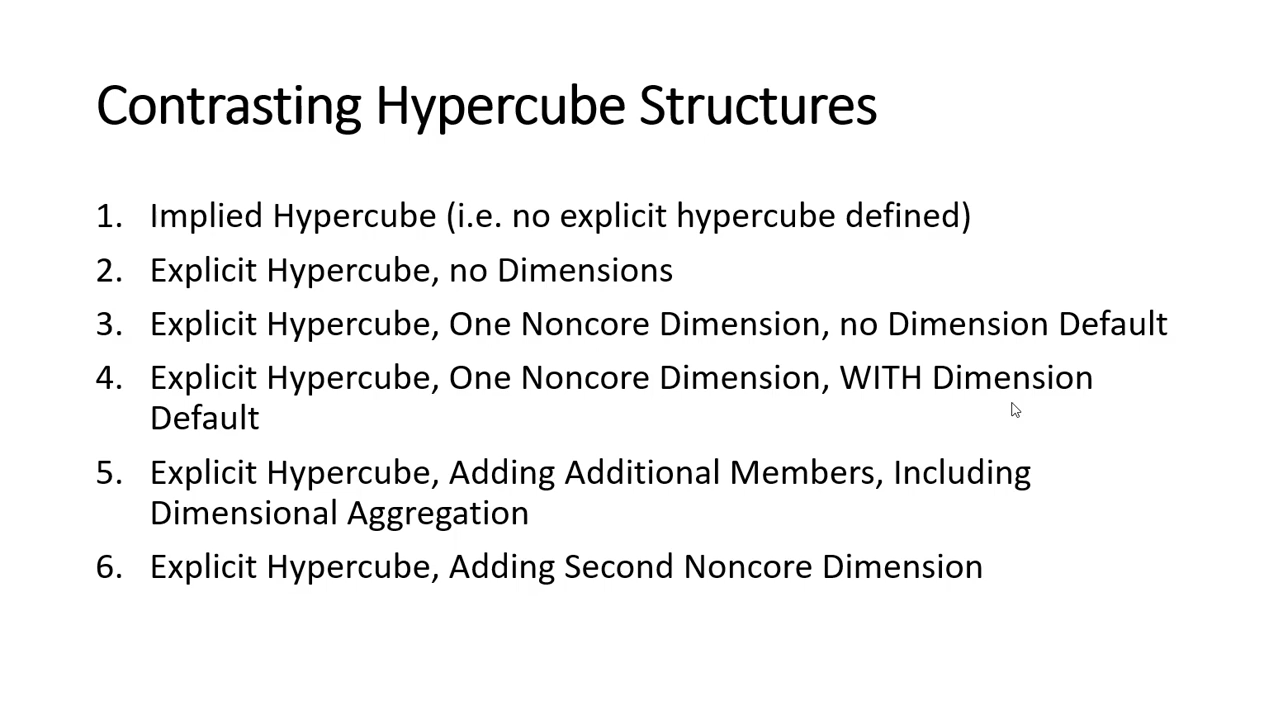 Contrasting Hypercube Structures
1. Implied Hypercube (i.e. no explicit hypercube defined)
2. Explicit Hypercube, no Dimensions
3. Explicit Hypercube, One Noncore Dimension, no Dimension Default
4. Explicit Hypercube, One Noncore Dimension, WITH Dimension
Default
5. Explicit Hypercube, Adding Additional Members, Including
Dimensional Aggregation
6. Explicit Hypercube, Adding Second Noncore Dimension